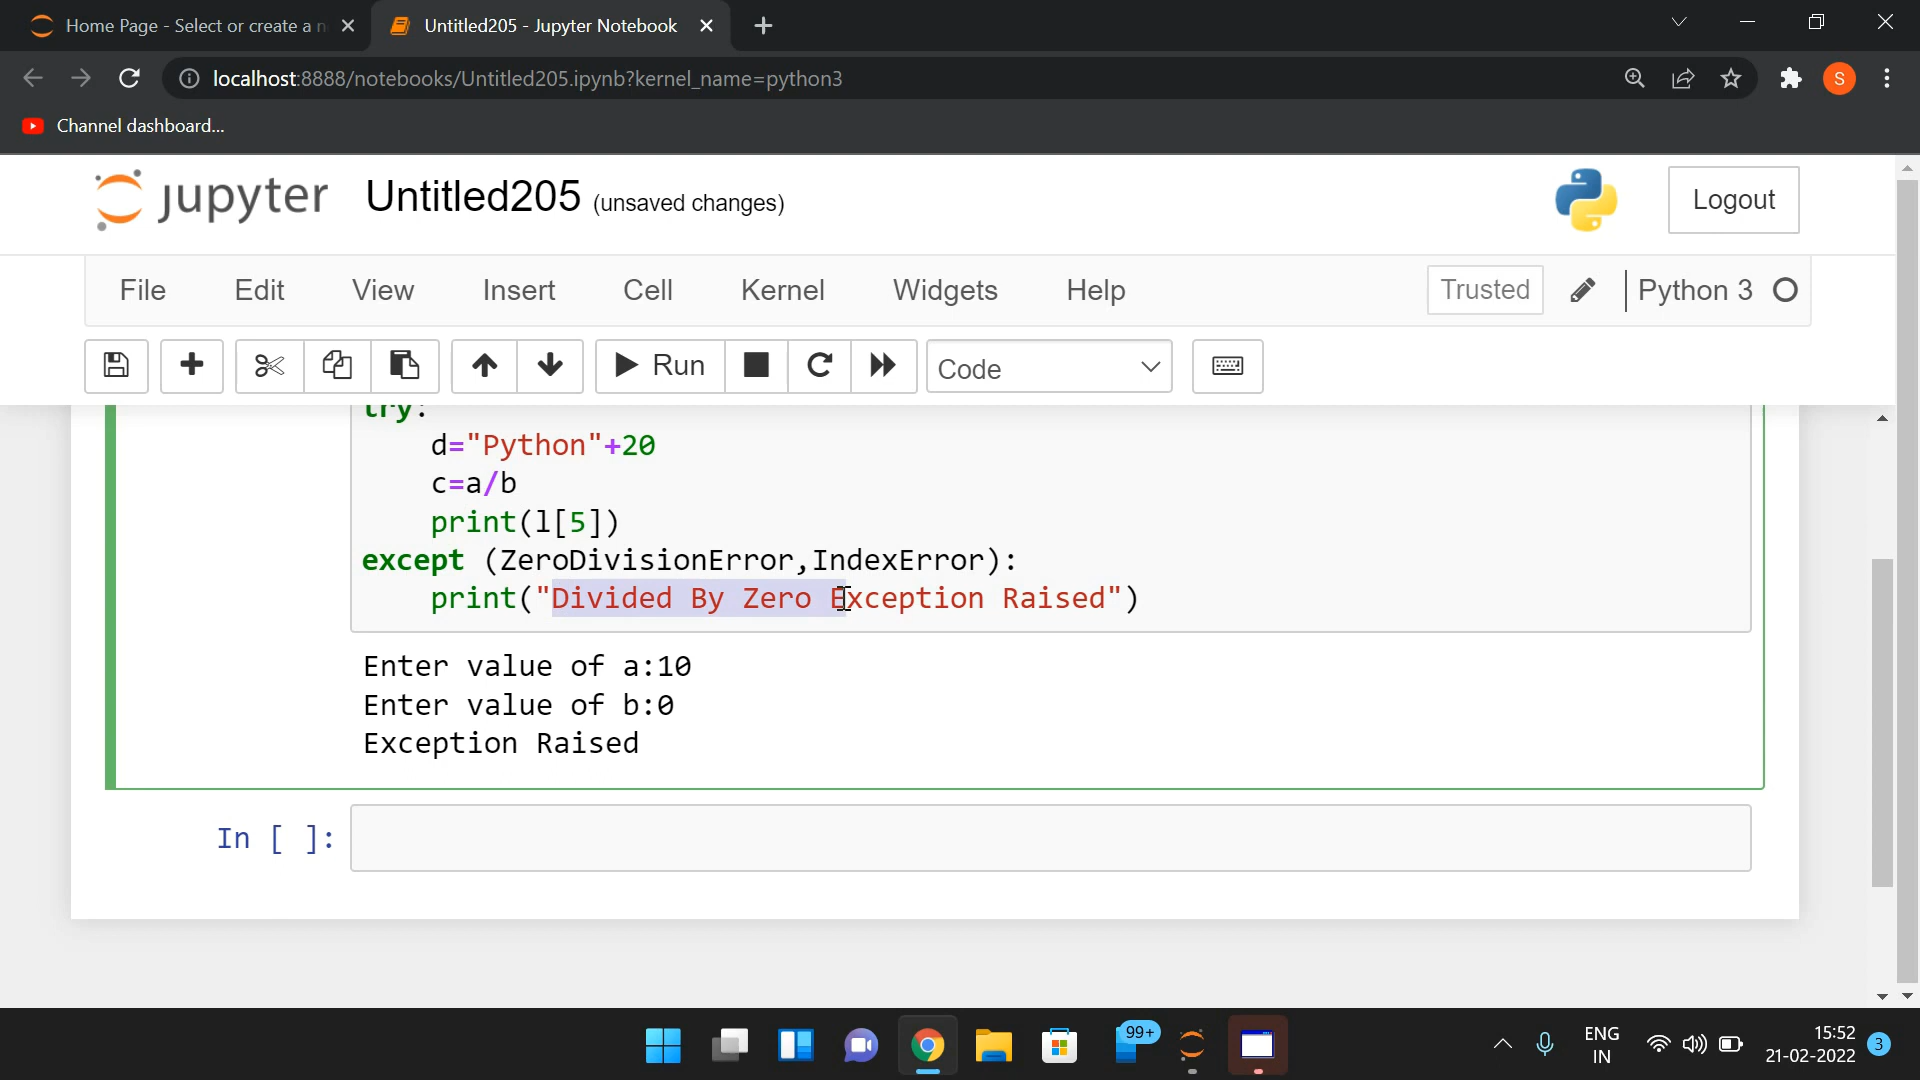 Home Page - Select or create a n
Untitled205 - Jupyter Notebook
localhost:8888/notebooks/Untitled205.ipynb?kernel_name=python3
S
Channel dashboard...
jupyter Untitled205 (unsaved changes)
Logout
File Edit View Insert Cell Kernel Widgets Help
Trusted
Python 3
Run
Code
try:
d="Python"+20
c=a/b
print(l[5])
except (ZeroDivisionError,IndexError):
print("Divided By Zero Exception Raised")
Enter value of a:10
Enter value of b:0
Exception Raised
In [ ]:
99+
ENG
IN
15:52
21-02-2022
3